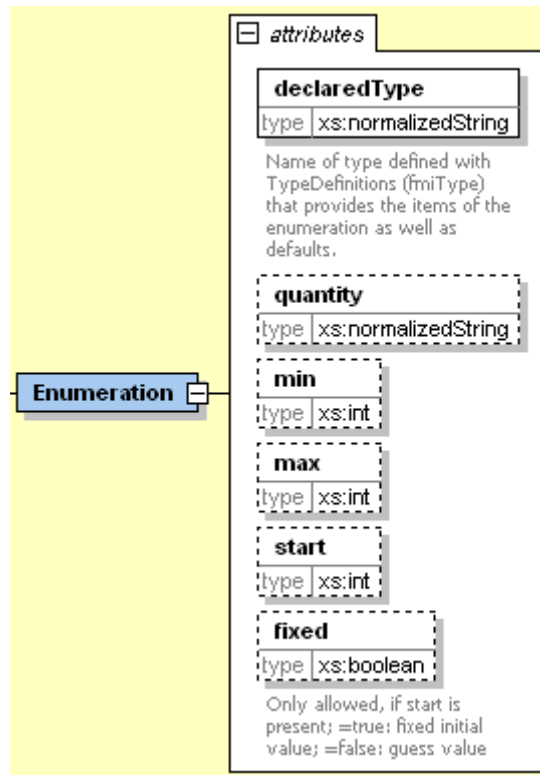 attributes
declaredType
type xs:normalizedString
Name of type defined with
TypeDefinitions (fmiType)
that provides the items of the
enumeration as well as
defaults.
quantity
type xs:normalizedString
Enumeration
min
type xs:int
max
type xs:int
start
type xs:int
fixed
type xs:boolean
Only allowed, if start is
present; =true: fixed initial
value; =false: guess value